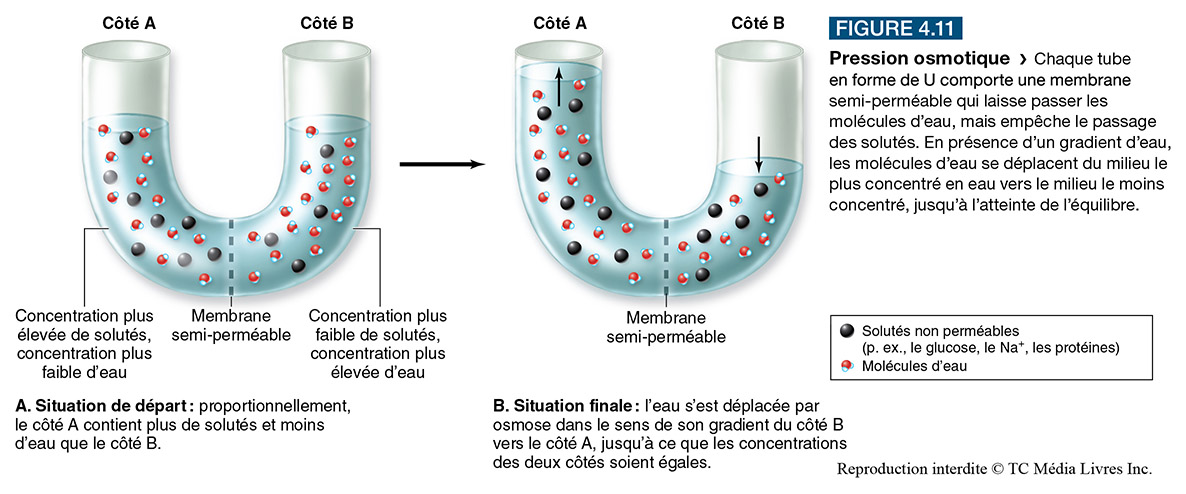 Côté A
Côté B
Concentration plus
élevée de solutés,
concentration plus
faible d'eau
Membrane
semi-perméable
Concentration plus
faible de solutés,
concentration plus
élevée d'eau
A. Situation de départ : proportionnellement,
le côté A contient plus de solutés et moins
d'eau que le côté B.
Côté A
Côté B
Membrane
semi-perméable
B. Situation finale : l'eau s'est déplacée par
osmose dans le sens de son gradient du côté B
vers le côté A, jusqu'à ce que les concentrations
des deux côtés soient égales.
FIGURE 4.11
Pression osmotique › Chaque tube
en forme de U comporte une membrane
semi-perméable qui laisse passer les
molécules d'eau, mais empêche le passage
des solutés. En présence d'un gradient d'eau,
les molécules d'eau se déplacent du milieu le
plus concentré en eau vers le milieu le moins
concentré, jusqu'à l'atteinte de l'équilibre.
Solutés non perméables
(p. ex., le glucose, le Na⁺, les protéines)
Molécules d'eau
Reproduction interdite © TC Média Livres Inc.